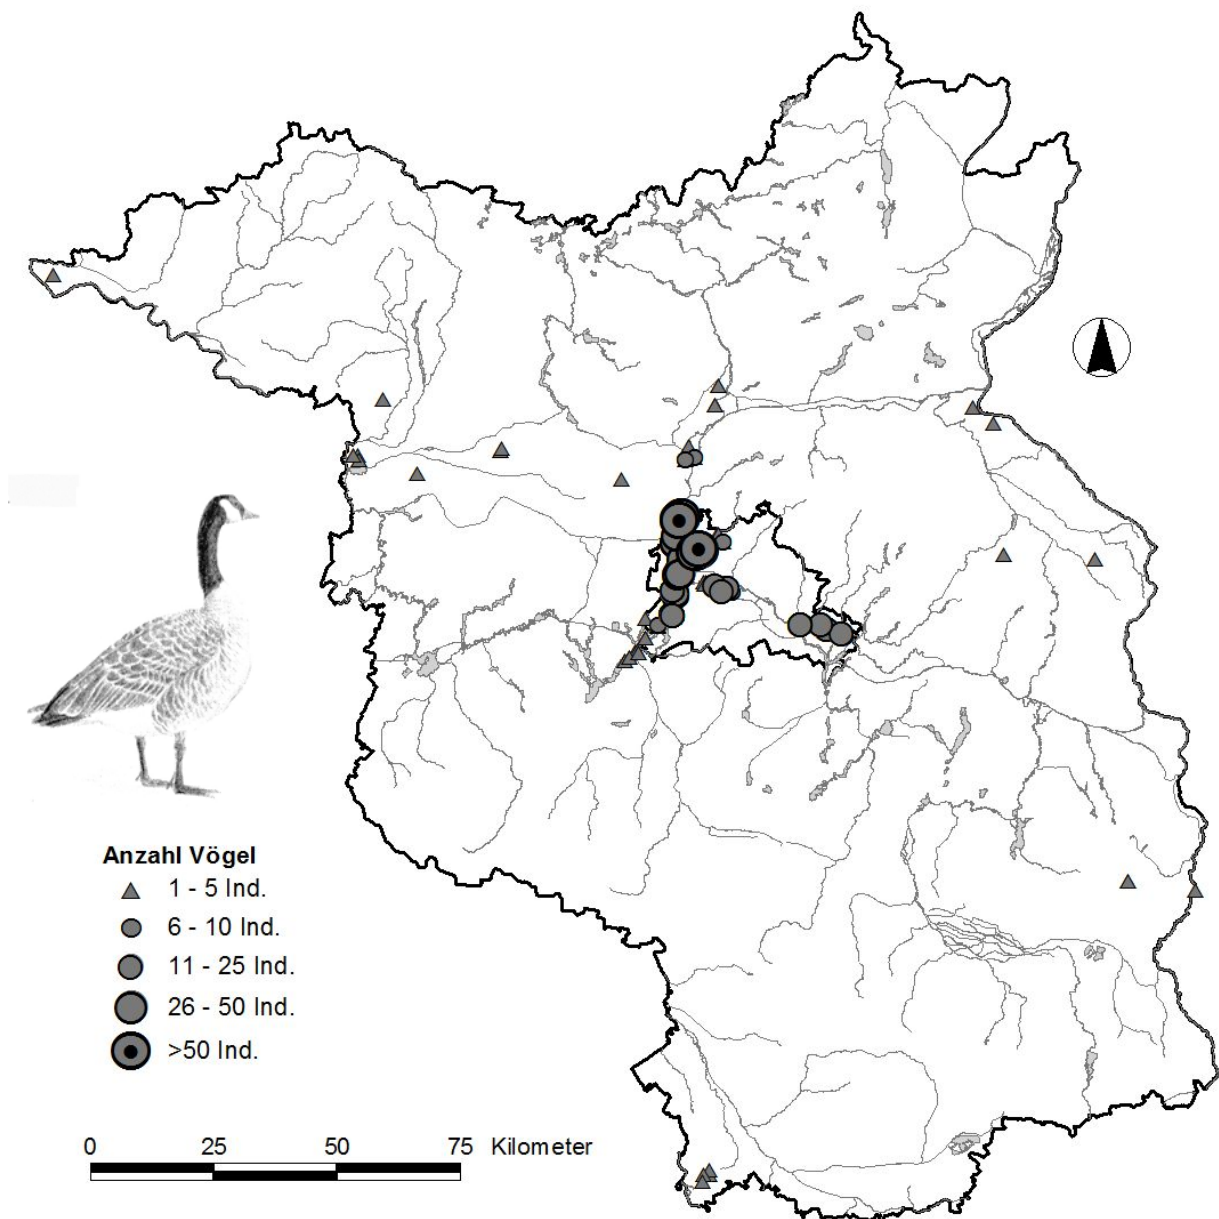 Anzahl Vögel
1 - 5 Ind.
6 - 10 Ind.
11 - 25 Ind.
26 - 50 Ind.
>50 Ind.
0 25 50 75 Kilometer